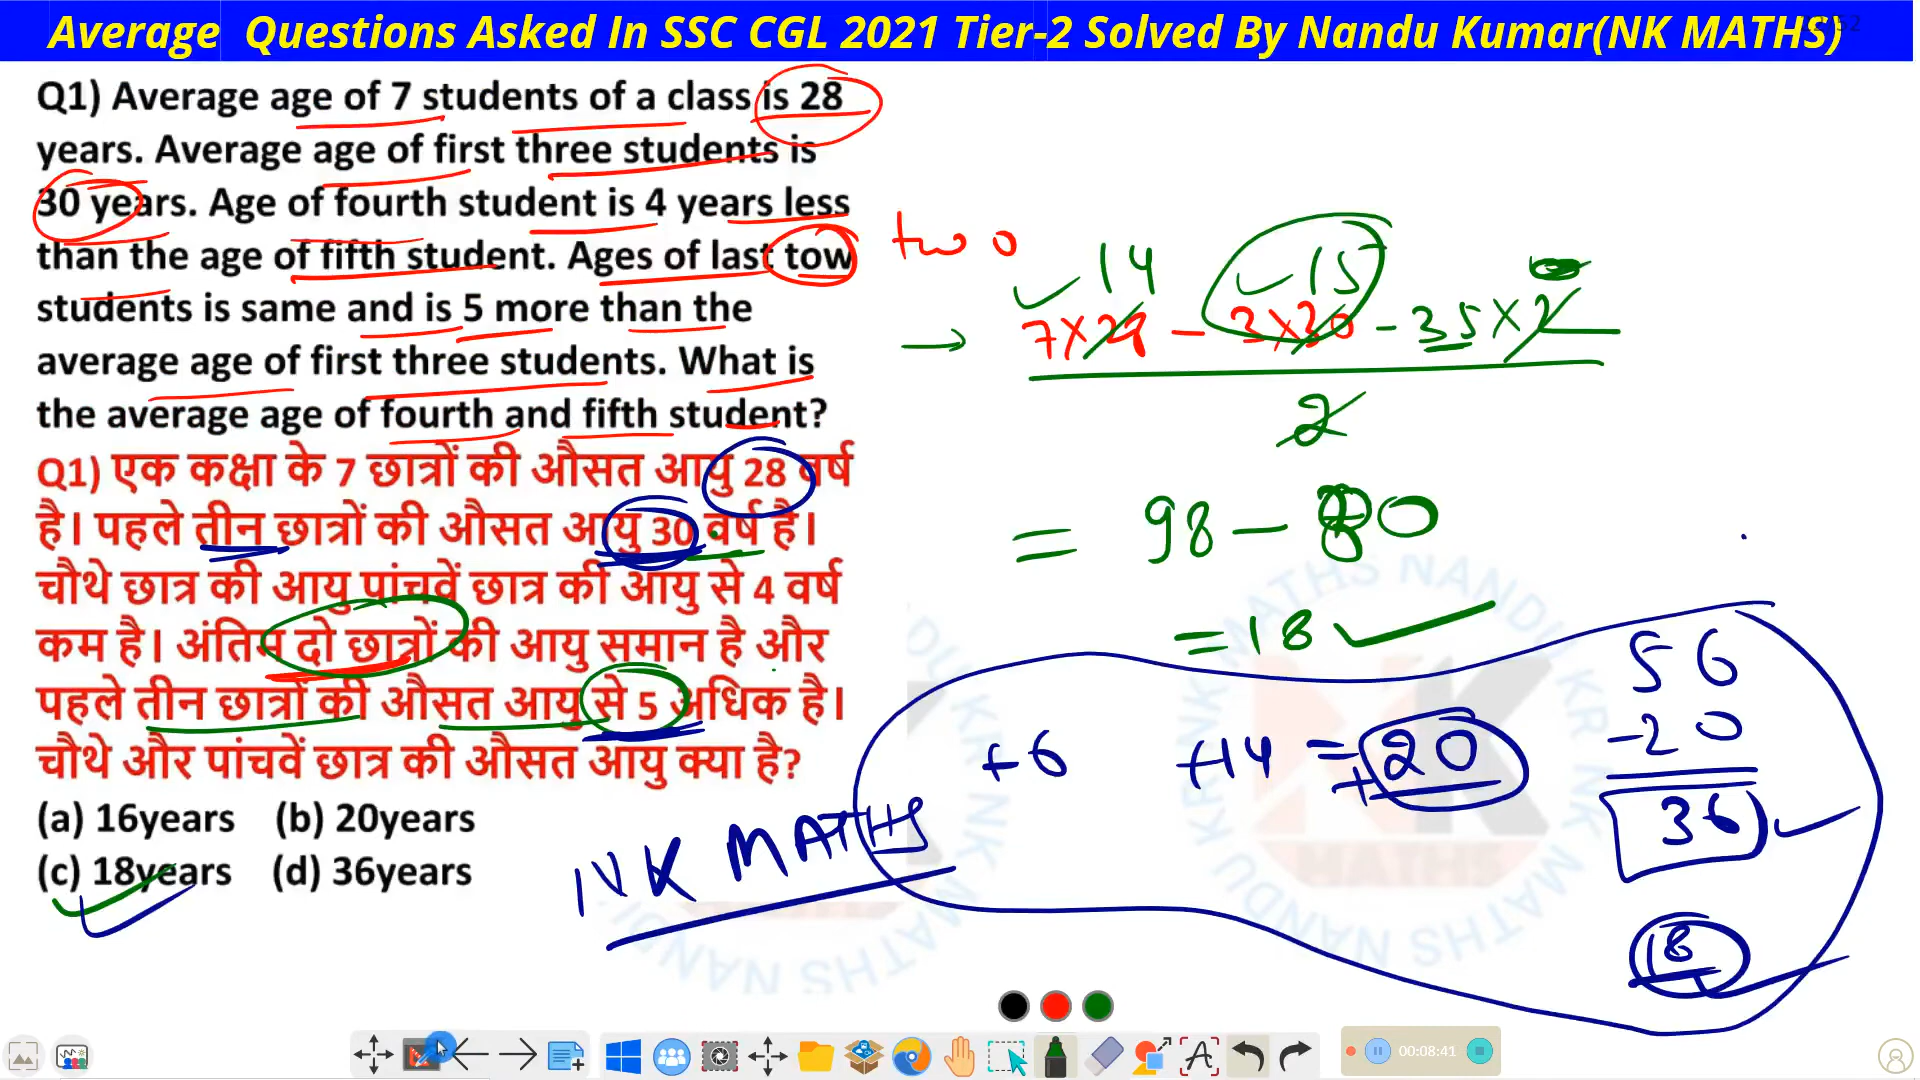 Average Questions Asked In SSC CGL 2021 Tier-2 Solved By Nandu Kumar(NK MATHS)
Q1) Average age of 7 students of a class is 28
years. Average age of first three students is
30 years. Age of fourth student is 4 years less
than the age of fifth student. Ages of last tow
students is same and is 5 more than the
average age of first three students. What is
the average age of fourth and fifth student?
Q1) एक कक्षा के 7 छात्रों की औसत आयु 28 वर्ष
है। पहले तीन छात्रों की औसत आयु 30 वर्ष है।
चौथे छात्र की आयु पांचवें छात्र की आयु से 4 वर्ष
कम है। अंतिम दो छात्रों की आयु समान है और
पहले तीन छात्रों की औसत आयु से 5 अधिक है।
चौथे और पांचवें छात्र की औसत आयु क्या है?
(a) 16years (b) 20years
(c) 18years (d) 36years
two
14 15
7×28 - 3×30 - 35×2
2
= 98 - 80
= 18
+6 +14 = +20
56
-20
36
18
NK MATHS
00:08:41